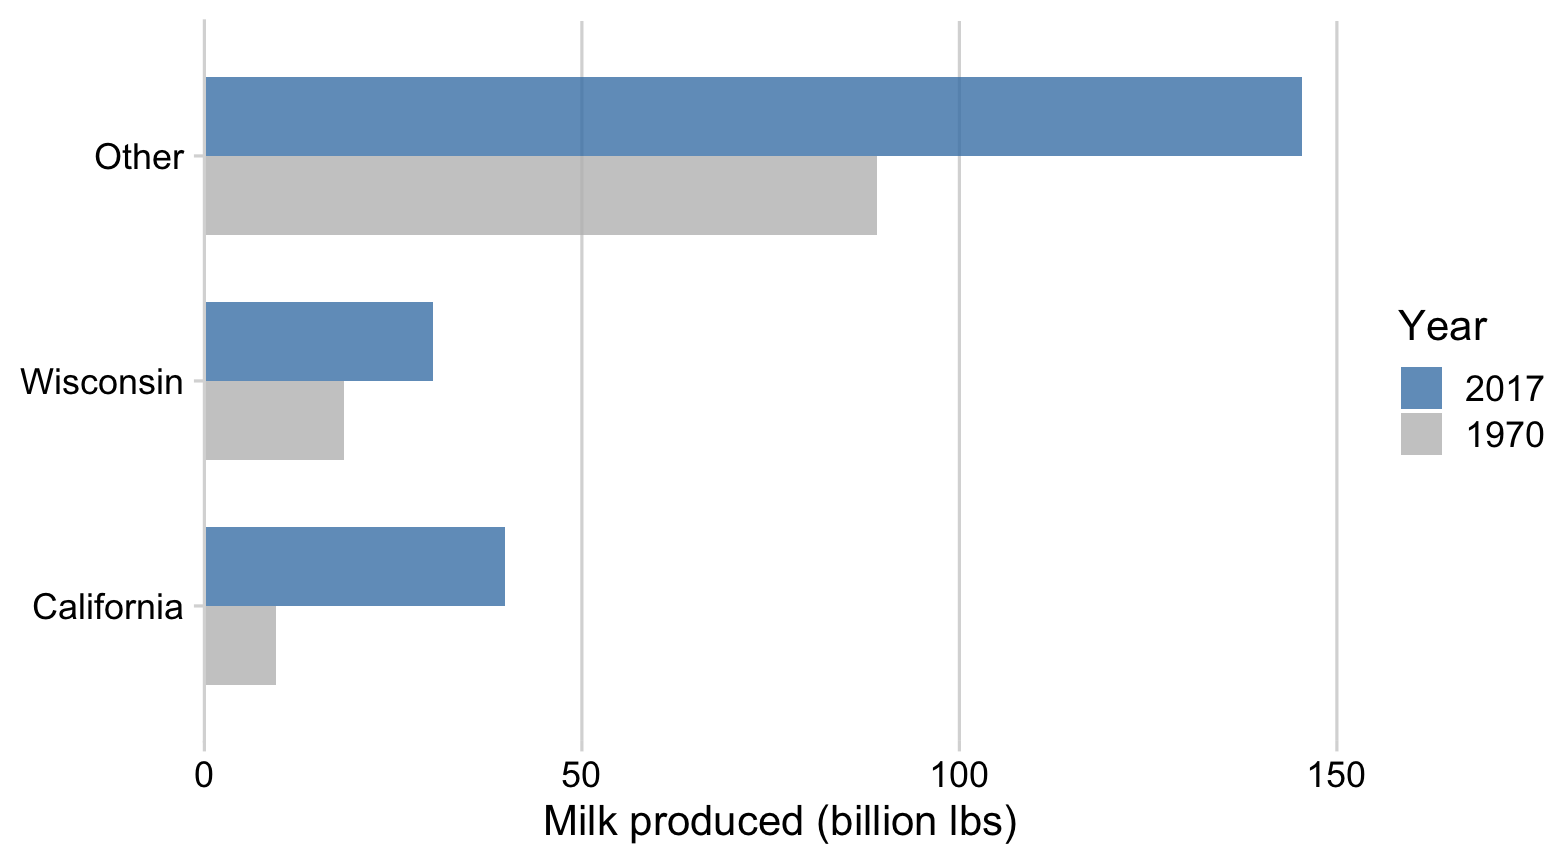 Other
Wisconsin
California
0 50 100 150
Milk produced (billion lbs)
Year
2017
1970